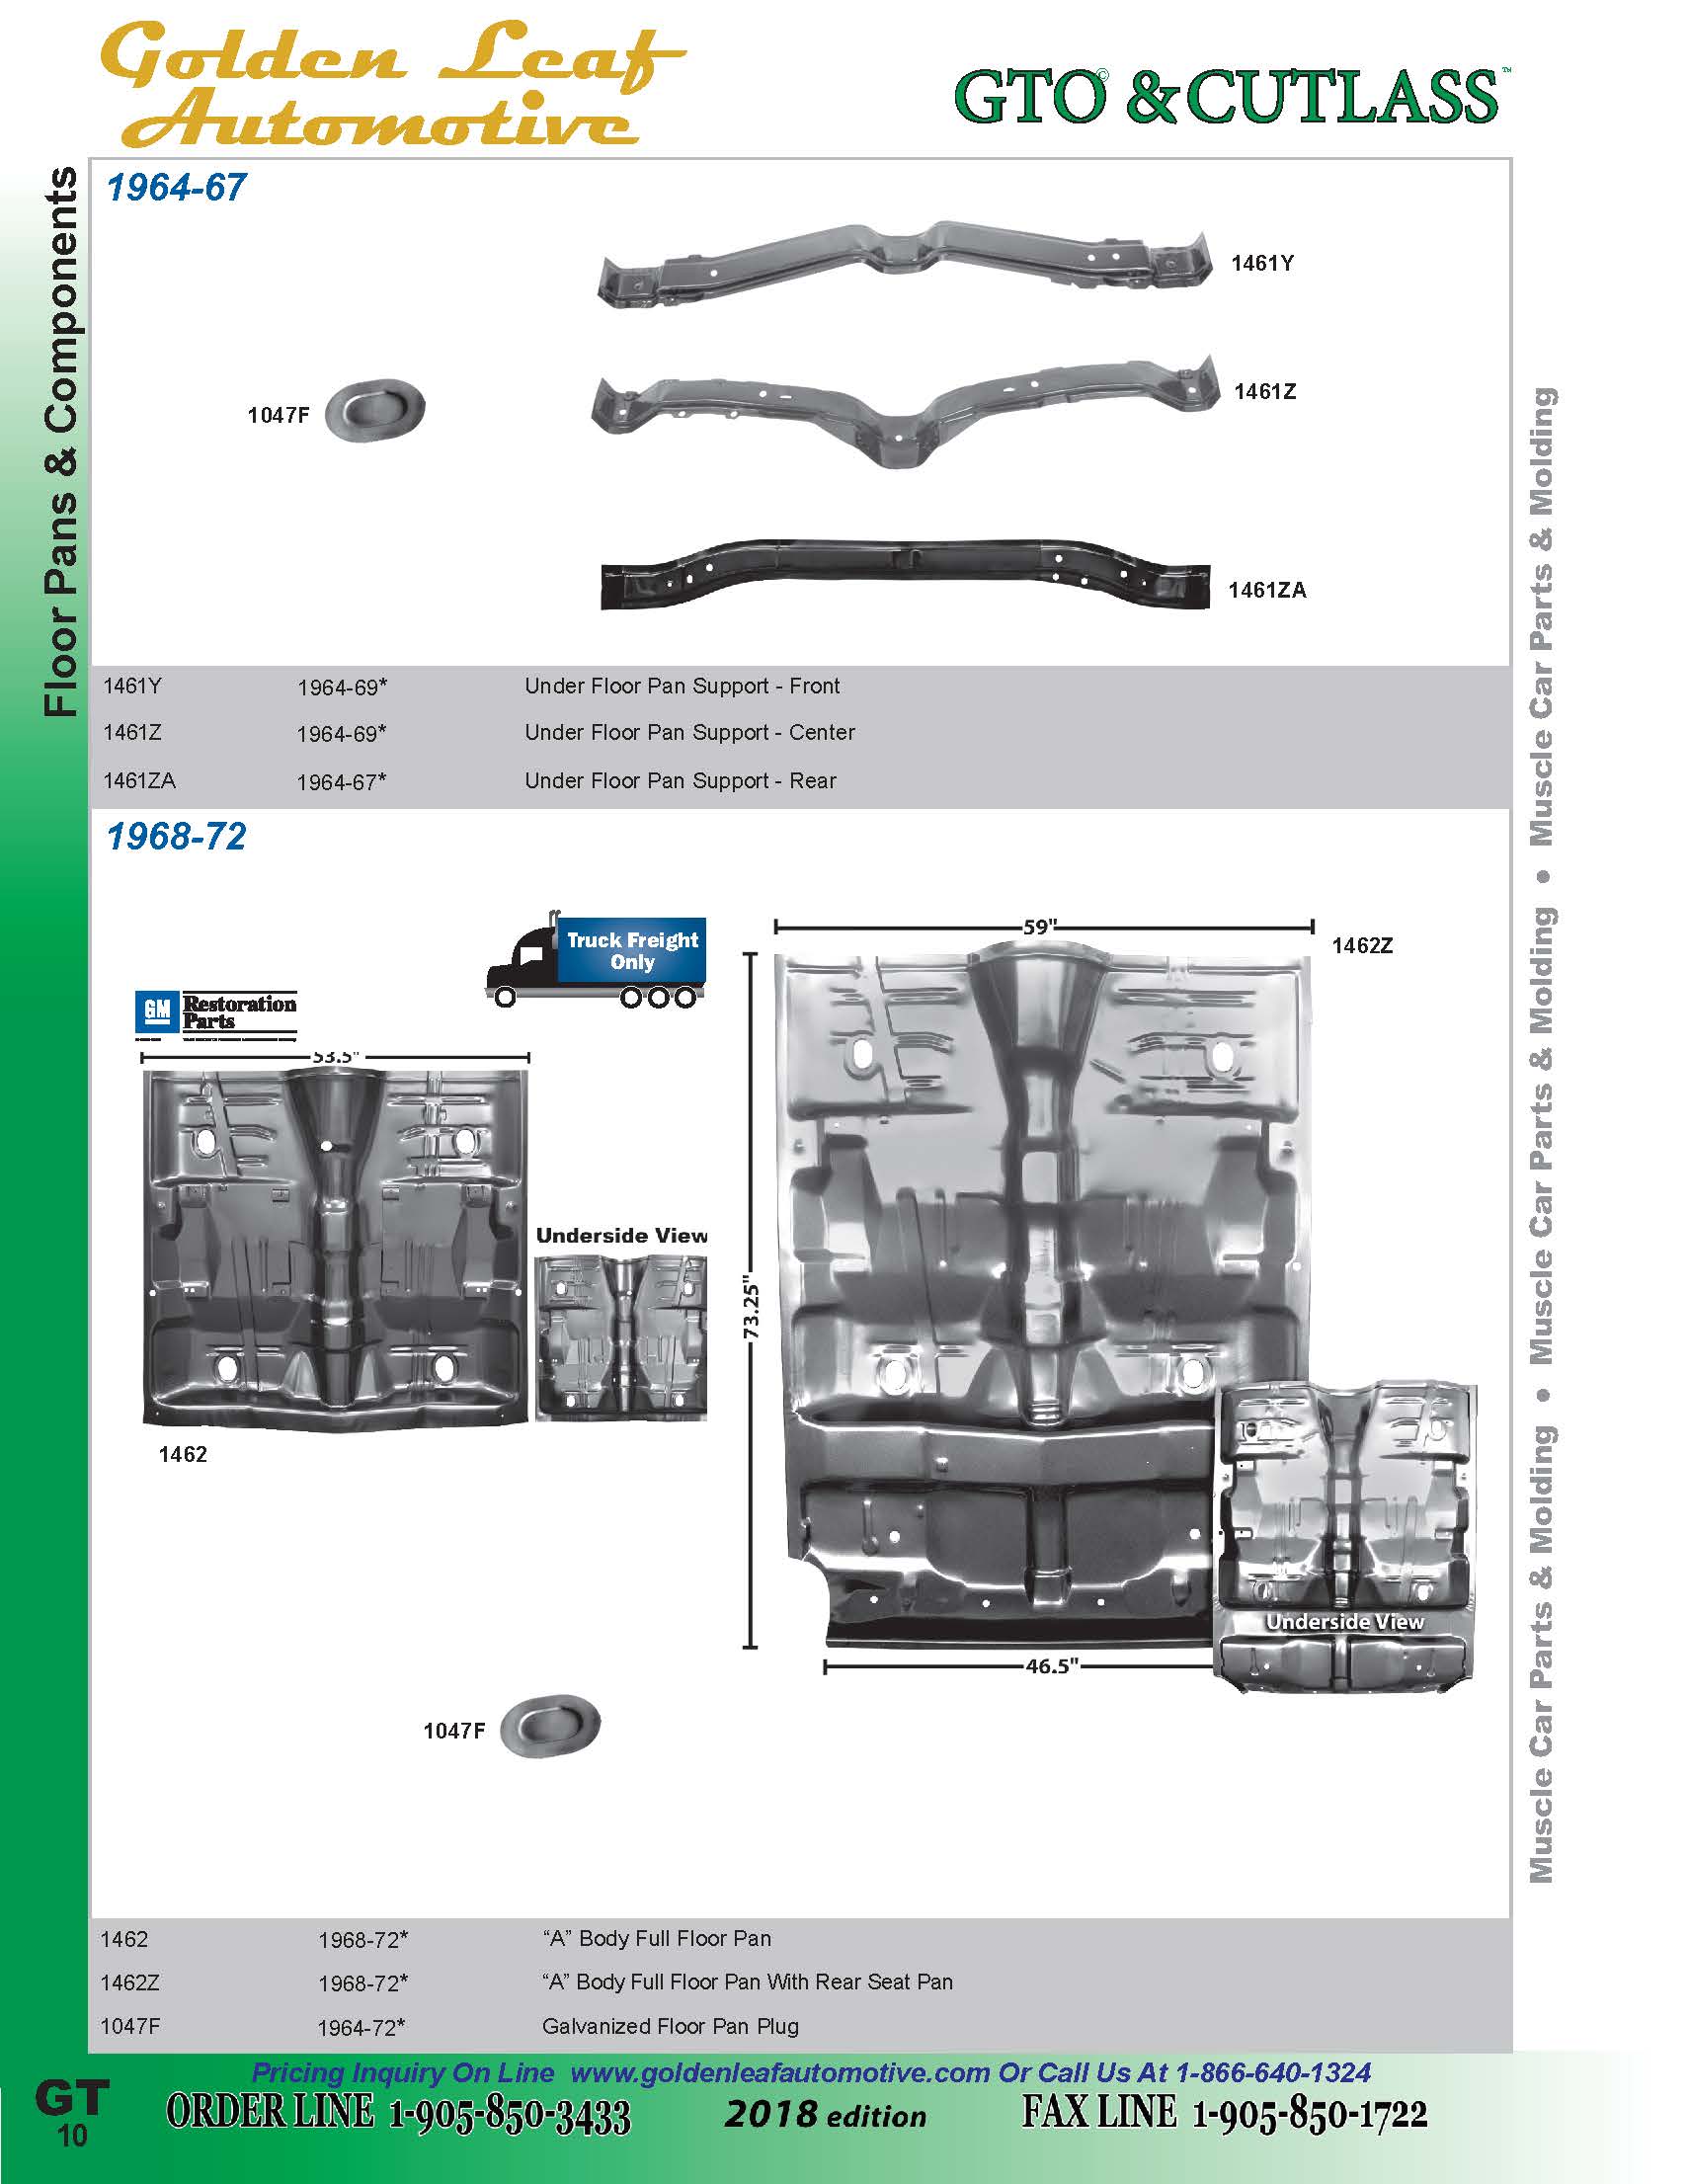 Golden Leaf
Automotive
GTO© & CUTLASS™
Floor Pans & Components
1964-67
1461Y
1047F
1461Z
1461ZA
1461Y 1964-69* Under Floor Pan Support - Front
1461Z 1964-69* Under Floor Pan Support - Center
1461ZA 1964-67* Under Floor Pan Support - Rear
1968-72
Truck Freight
Only
GM Restoration
Parts
53.5"
59"
1462Z
Underside View
73.25"
1462
Underside View
46.5"
1047F
Muscle Car Parts & Molding • Muscle Car Parts & Molding • Muscle Car Parts & Molding
1462 1968-72* “A” Body Full Floor Pan
1462Z 1968-72* “A” Body Full Floor Pan With Rear Seat Pan
1047F 1964-72* Galvanized Floor Pan Plug
Pricing Inquiry On Line www.goldenleafautomotive.com Or Call Us At 1-866-640-1324
GT
10
ORDER LINE 1-905-850-3433 2018 edition FAX LINE 1-905-850-1722